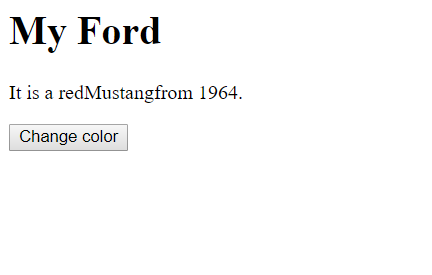 My Ford
It is a redMustangfrom 1964.
Change color